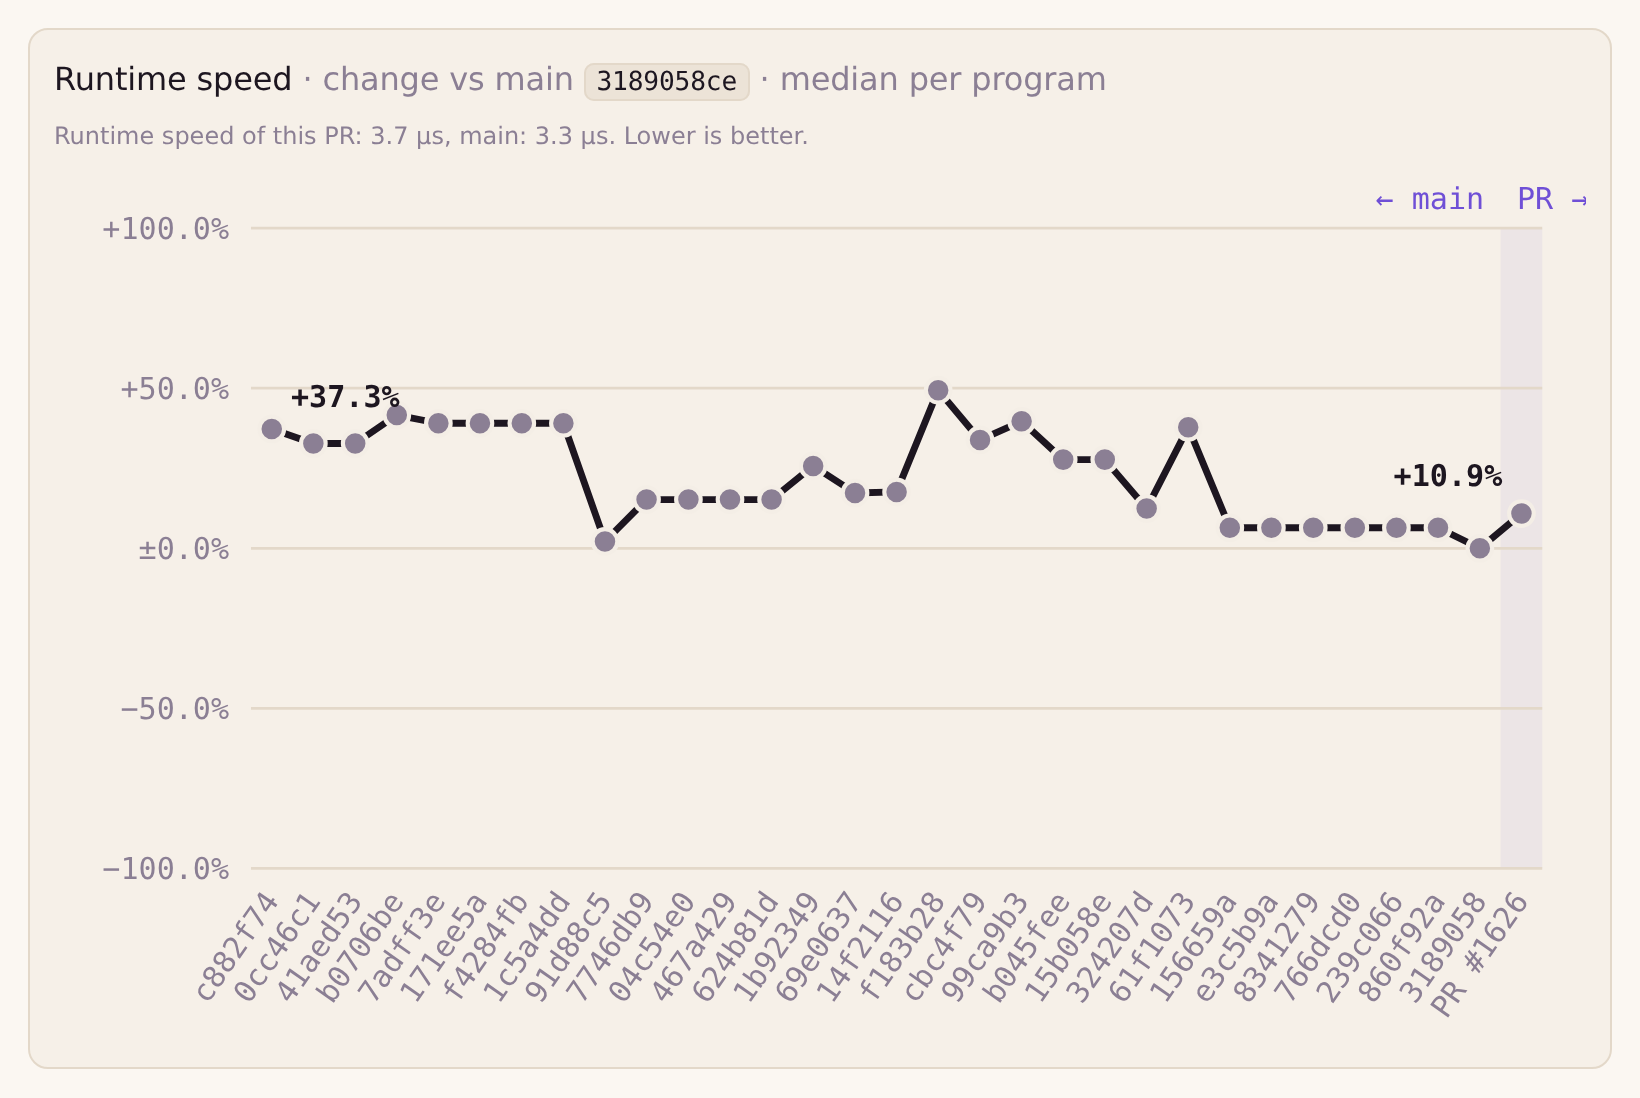 Runtime speed · change vs main 3189058ce · median per program
Runtime speed of this PR: 3.7 µs, main: 3.3 µs. Lower is better.
← main PR →
+100.0%
+50.0%
±0.0%
−50.0%
−100.0%
+37.3%
+10.9%
c882f74
0cc46c1
41aed53
b0706be
7adff3e
171ee5a
f4284fb
1c5a4dd
91d88c5
7746db9
04c54e0
467a429
624b81d
1b92349
69e0637
14f2116
f183b28
cbc4f79
99ca9b3
b045fee
15b058e
324207d
61f1073
156659a
e3c5b9a
8341279
766dcd0
239c066
860f92a
3189058
PR #1626